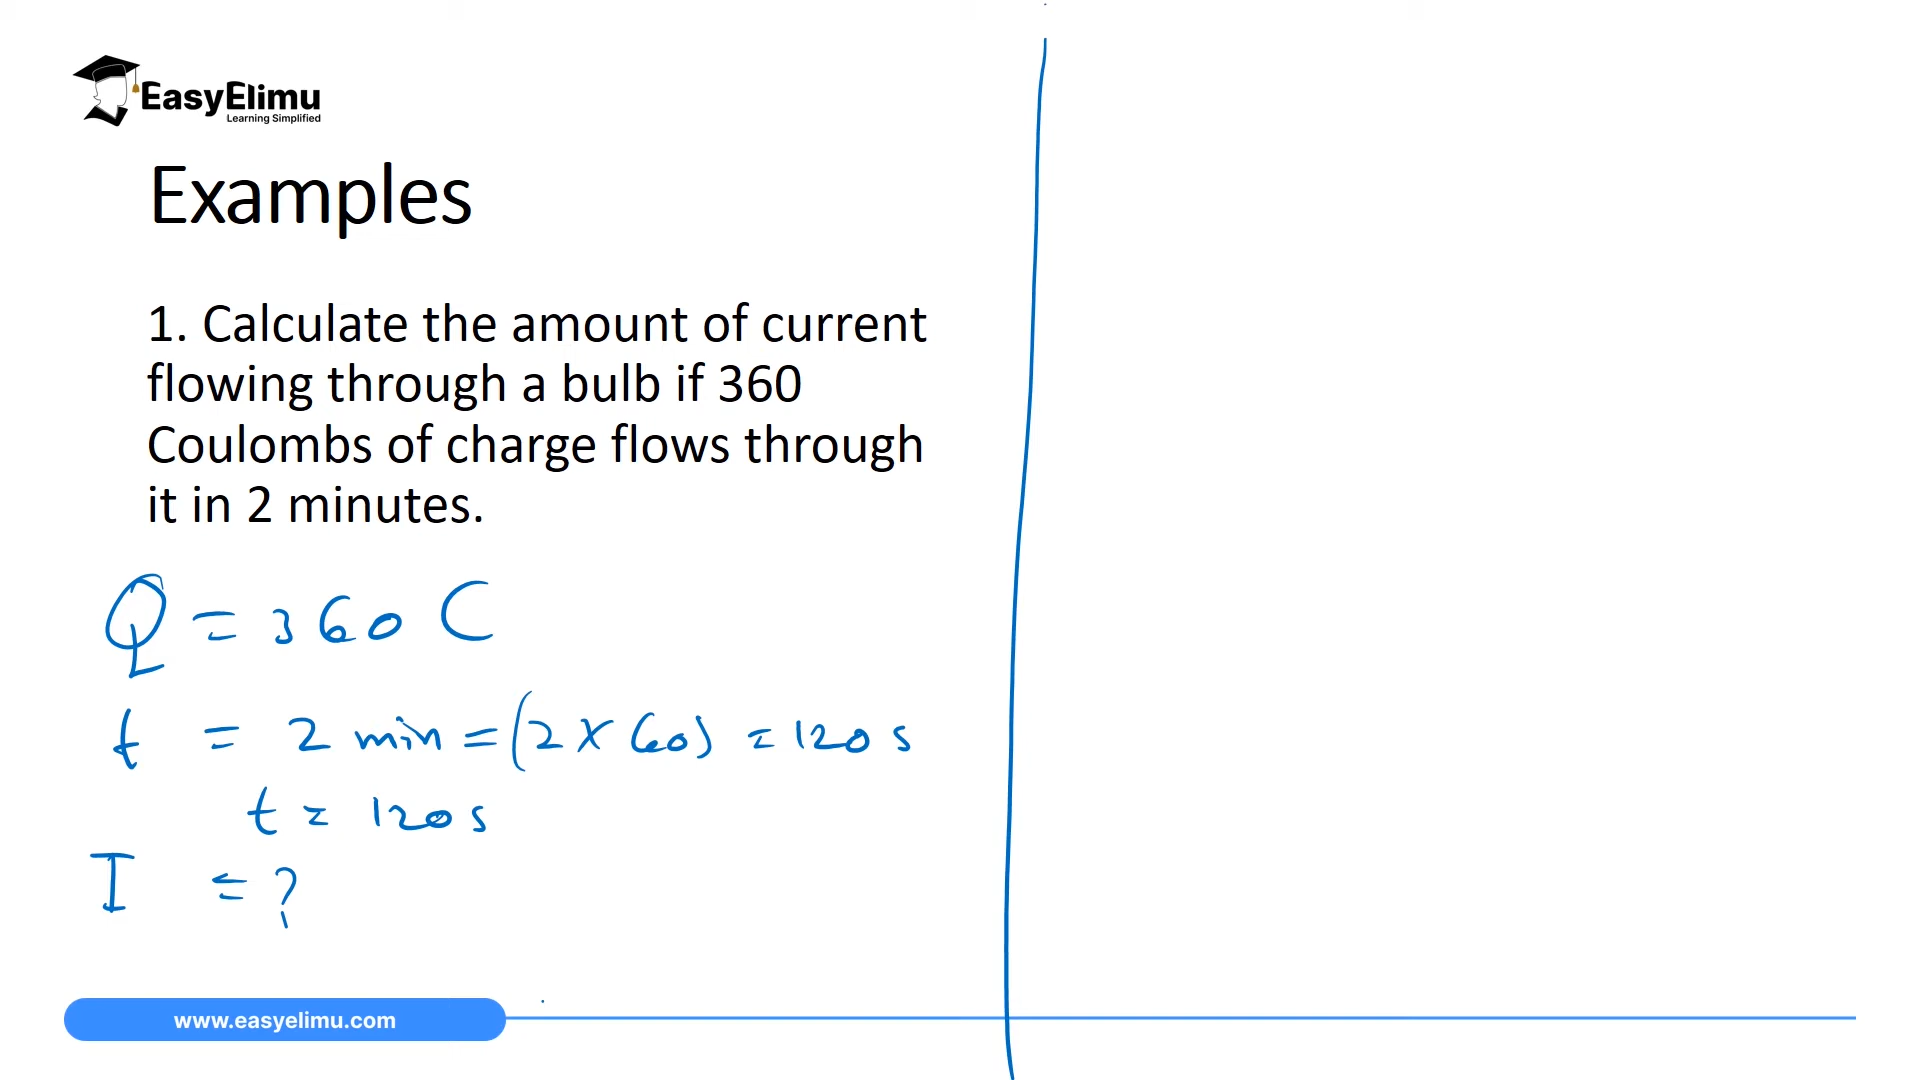 EasyElimu
Learning Simplified
Examples
1. Calculate the amount of current
flowing through a bulb if 360
Coulombs of charge flows through
it in 2 minutes.
Q = 360 C
t = 2 min = (2 X 60) = 120 s
t = 120 s
I = ?
www.easyelimu.com